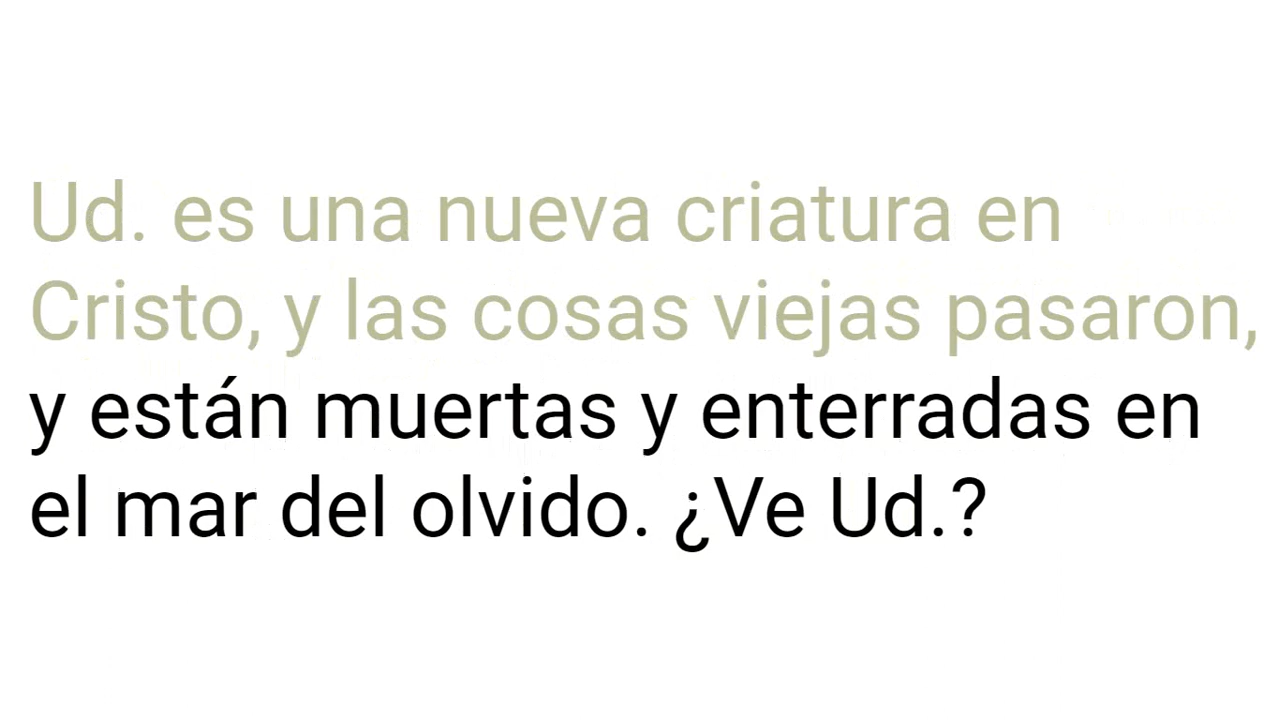 Ud. es una nueva criatura en
Cristo, y las cosas viejas pasaron,
y están muertas y enterradas en
el mar del olvido. ¿Ve Ud.?